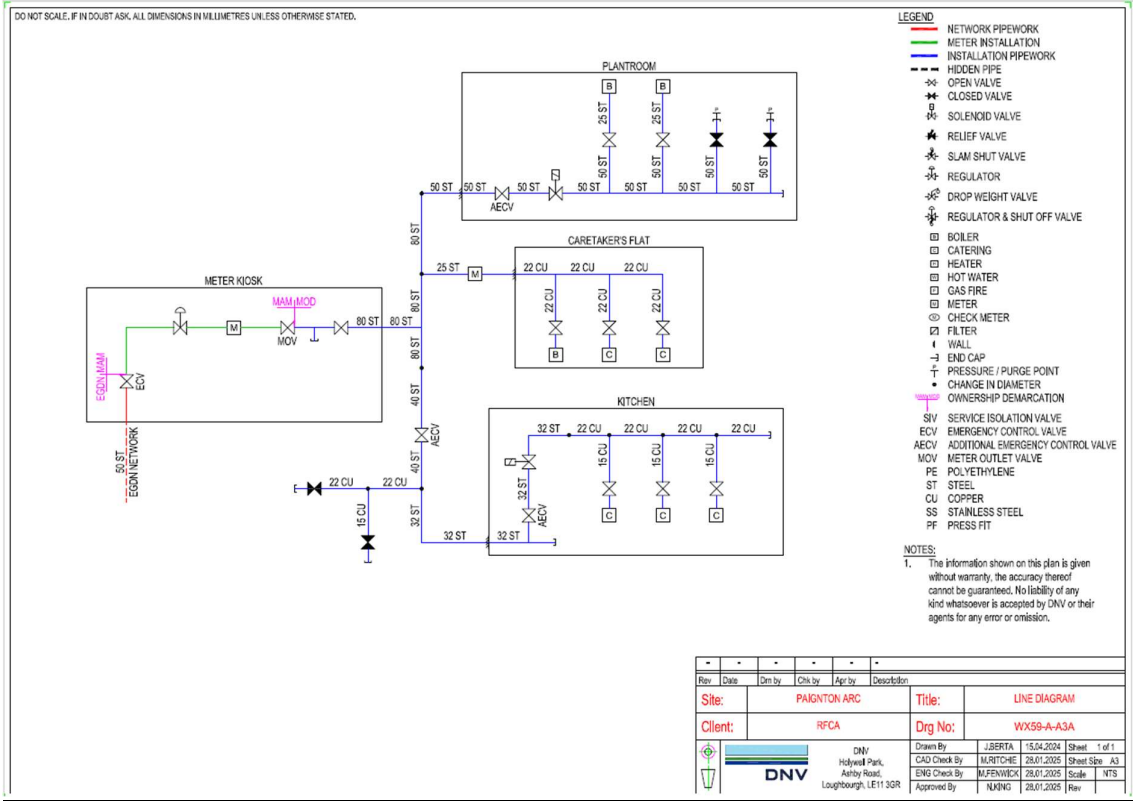 DO NOT SCALE, IF IN DOUBT ASK. ALL DIMENSIONS IN MILLIMETRES UNLESS OTHERWISE STATED.
PLANTROOM
B
B
25 ST
25 ST
P
P
50 ST
50 ST
50 ST
50 ST
50 ST
50 ST
50 ST
50 ST
50 ST
50 ST
50 ST
AECV
80 ST
CARETAKER'S FLAT
25 ST
M
22 CU
22 CU
22 CU
22 CU
22 CU
22 CU
B
C
C
METER KIOSK
MAM MOD
M
MOV
80 ST
80 ST
80 ST
80 ST
EGDN MAM
ECV
50 ST
EGDN NETWORK
40 ST
AECV
40 ST
22 CU
22 CU
15 CU
32 ST
32 ST
KITCHEN
32 ST
22 CU
22 CU
22 CU
22 CU
15 CU
15 CU
15 CU
32 ST
AECV
C
C
C
32 ST
LEGEND
NETWORK PIPEWORK
METER INSTALLATION
INSTALLATION PIPEWORK
HIDDEN PIPE
OPEN VALVE
CLOSED VALVE
SOLENOID VALVE
RELIEF VALVE
SLAM SHUT VALVE
REGULATOR
DROP WEIGHT VALVE
REGULATOR & SHUT OFF VALVE
B BOILER
C CATERING
HEATER
HOT WATER
F GAS FIRE
M METER
CHECK METER
FILTER
WALL
END CAP
P PRESSURE / PURGE POINT
CHANGE IN DIAMETER
OWNERSHIP DEMARCATION
SIV SERVICE ISOLATION VALVE
ECV EMERGENCY CONTROL VALVE
AECV ADDITIONAL EMERGENCY CONTROL VALVE
MOV METER OUTLET VALVE
PE POLYETHYLENE
ST STEEL
CU COPPER
SS STAINLESS STEEL
PF PRESS FIT
NOTES:
1. The information shown on this plan is given
without warranty, the accuracy thereof
cannot be guaranteed. No liability of any
kind whatsoever is accepted by DNV or their
agents for any error or omission.
- - - - - -
Rev Date Drn by Chk by Apr by Description
Site: PAIGNTON ARC Title: LINE DIAGRAM
Client: RFCA Drg No: WX59-A-A3A
DNV
DNV
Holywell Park,
Ashby Road,
Loughbourgh, LE11 3GR
Drawn By J.BERTA 15.04.2024 Sheet 1 of 1
CAD Check By M.RITCHIE 28.01.2025 Sheet Size A3
ENG Check By M.FENWICK 28.01.2025 Scale NTS
Approved By N.KING 28.01.2025 Rev